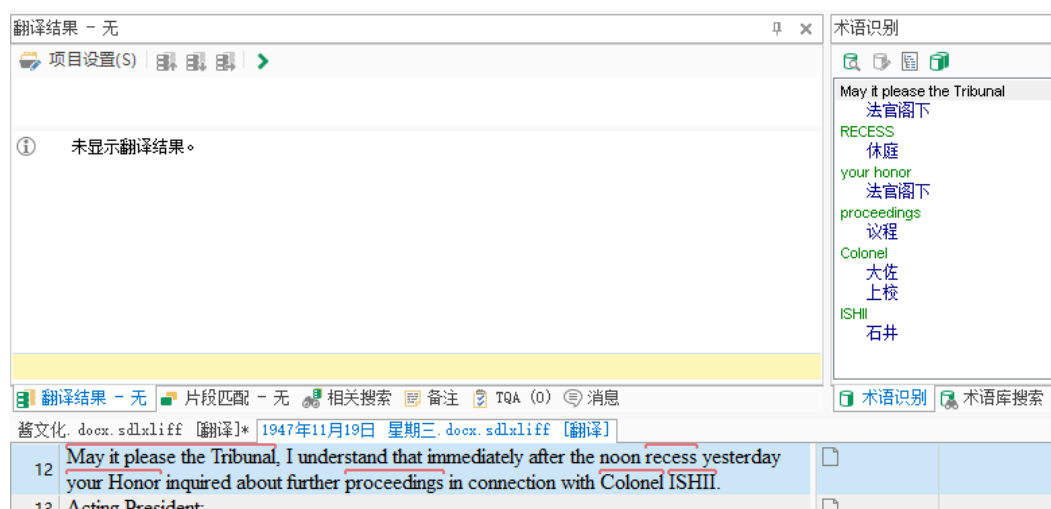 翻译结果 - 无
项目设置(S)
未显示翻译结果。
翻译结果 - 无 片段匹配 - 无 相关搜索 备注 TQA (0) 消息
术语识别
May it please the Tribunal
法官阁下
RECESS
休庭
your honor
法官阁下
proceedings
议程
Colonel
大佐
上校
ISHII
石井
术语识别 术语库搜索
酱文化.docx.sdlxliff [翻译]* 1947年11月19日 星期三.docx.sdlxliff [翻译]
12 May it please the Tribunal, I understand that immediately after the noon recess yesterday
your Honor inquired about further proceedings in connection with Colonel ISHII.
13 Acting President: